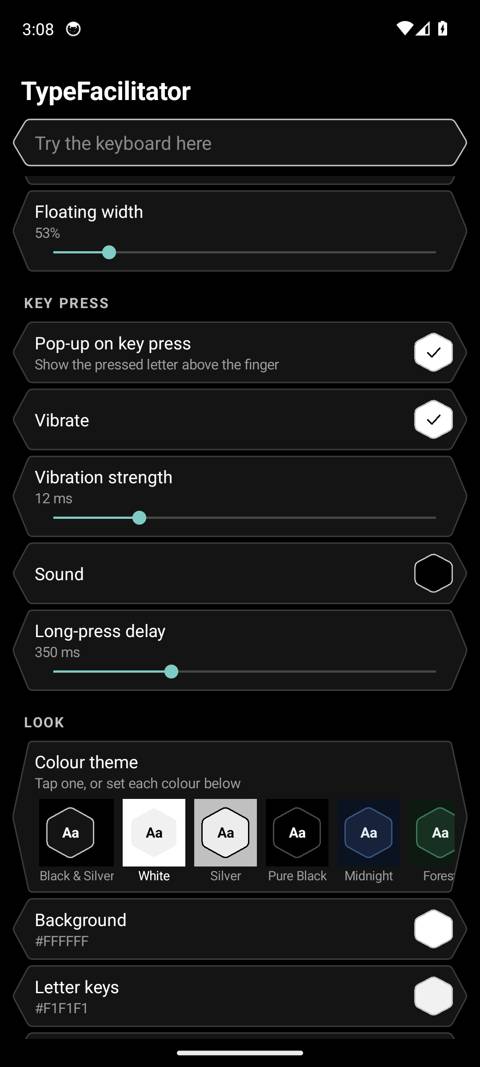 3:08
TypeFacilitator
Try the keyboard here
Floating width
53%
KEY PRESS
Pop-up on key press
Show the pressed letter above the finger
Vibrate
Vibration strength
12 ms
Sound
Long-press delay
350 ms
LOOK
Colour theme
Tap one, or set each colour below
Aa Aa Aa Aa Aa Aa
Black & Silver White Silver Pure Black Midnight Fores
Background
#FFFFFF
Letter keys
#F1F1F1